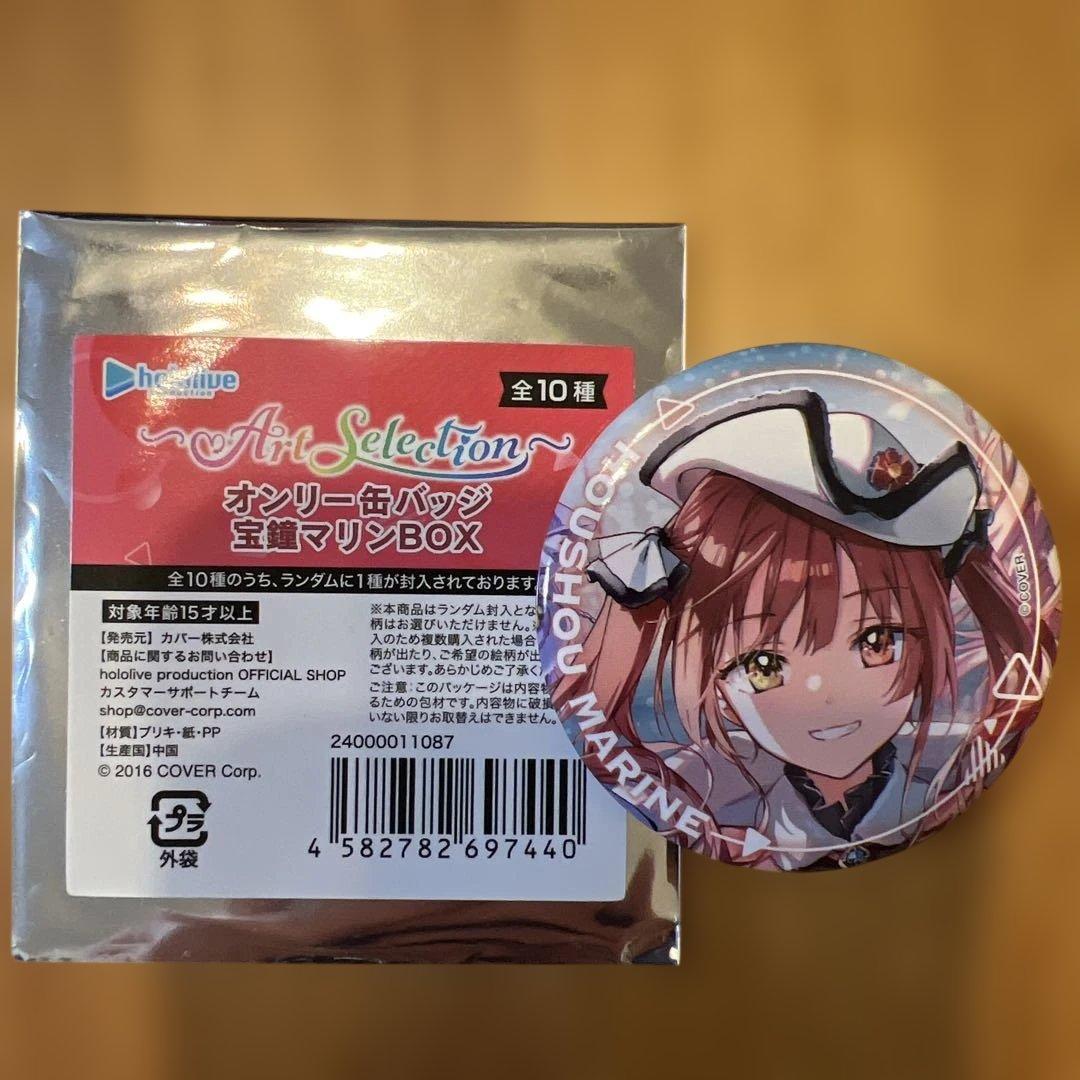 hololive
production
全10種
~Art Selection~
オンリー缶バッジ
宝鐘マリンBOX
全10種のうち、ランダムに1種が封入されております。
対象年齢15才以上
【発売元】カバー株式会社
【商品に関するお問い合わせ】
hololive production OFFICIAL SHOP
カスタマーサポートチーム
shop@cover-corp.com
【材質】ブリキ・紙・PP
【生産国】中国
© 2016 COVER Corp.
プラ
外袋
※本商品はランダム封入とな
柄はお選びいただけません。
入のため複数購入された場合
柄が出たり、ご希望の絵柄が出
ございます。あらかじめご了承く
ご注意：このパッケージは内容物
るための包材です。内容物に破損
いない限りお取替えはできません。
24000011087
4 582782 697440
HOUSHOU MARINE
©COVER